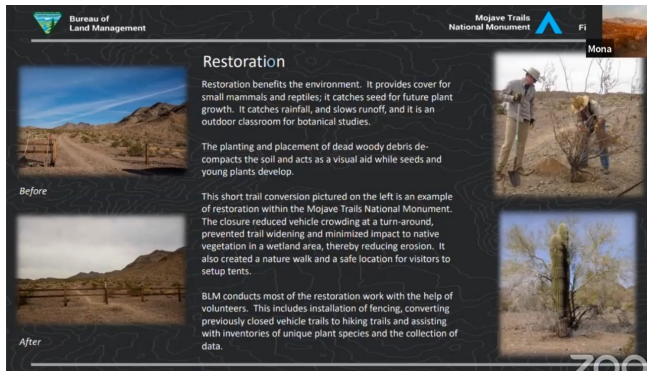 Bureau of
Land Management
Mojave Trails
National Monument
Fi
Mona
Restoration
Restoration benefits the environment. It provides cover for
small mammals and reptiles; it catches seed for future plant
growth. It catches rainfall, and slows runoff, and it is an
outdoor classroom for botanical studies.
The planting and placement of dead woody debris de-
compacts the soil and acts as a visual aid while seeds and
young plants develop.
Before
This short trail conversion pictured on the left is an example
of restoration within the Mojave Trails National Monument.
The closure reduced vehicle crowding at a turn-around,
prevented trail widening and minimized impact to native
vegetation in a wetland area, thereby reducing erosion. It
also created a nature walk and a safe location for visitors to
setup tents.
BLM conducts most of the restoration work with the help of
volunteers. This includes installation of fencing, converting
previously closed vehicle trails to hiking trails and assisting
with inventories of unique plant species and the collection of
data.
After
zoo